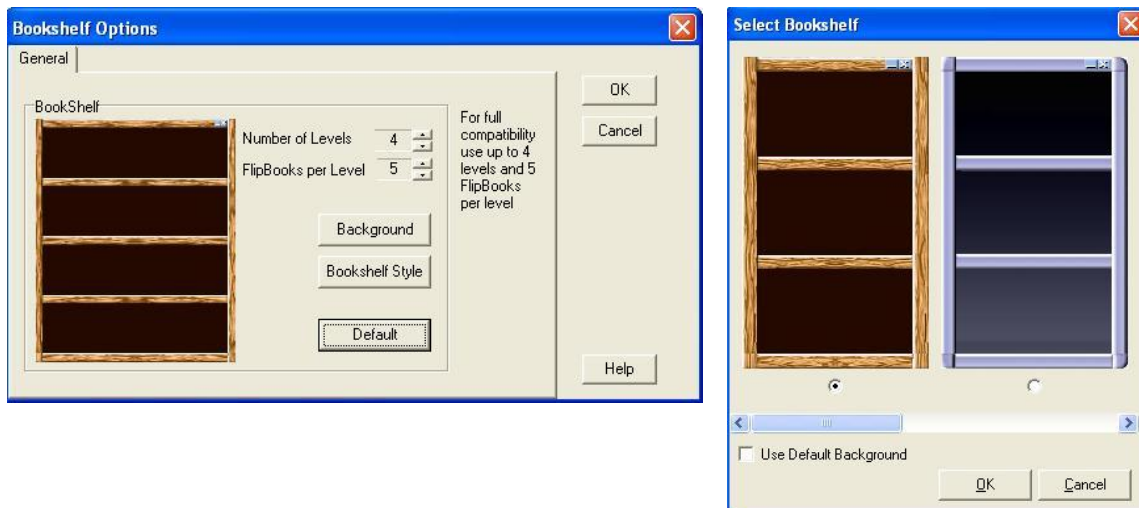 Bookshelf Options
General
BookShelf
Number of Levels 4
FlipBooks per Level 5
Background
Bookshelf Style
Default
For full
compatibility
use up to 4
levels and 5
FlipBooks
per level
OK
Cancel
Help
Select Bookshelf
Use Default Background
OK
Cancel